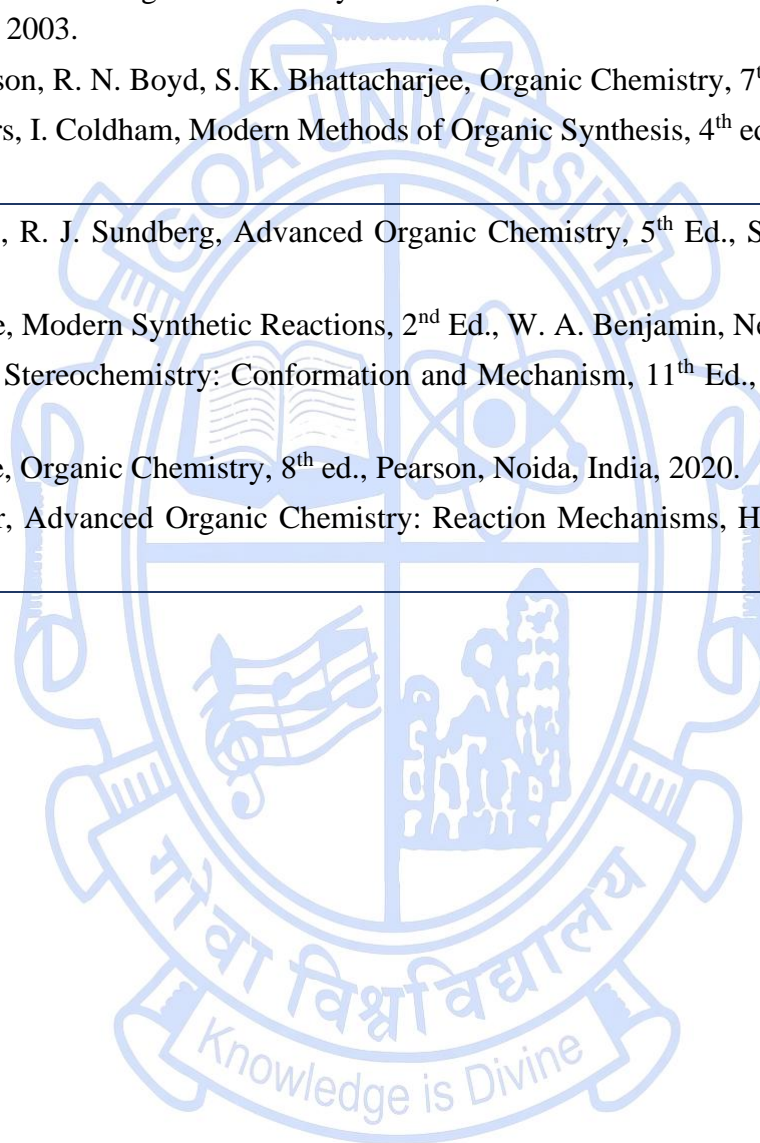 2003.
son, R. N. Boyd, S. K. Bhattacharjee, Organic Chemistry, 7
s, I. Coldham, Modern Methods of Organic Synthesis, 4th ed
, R. J. Sundberg, Advanced Organic Chemistry, 5th Ed., S
e, Modern Synthetic Reactions, 2nd Ed., W. A. Benjamin, Ne
Stereochemistry: Conformation and Mechanism, 11th Ed.,
e, Organic Chemistry, 8th ed., Pearson, Noida, India, 2020.
r, Advanced Organic Chemistry: Reaction Mechanisms, H
GOA UNIVERSITY
गोंवा विश्वविद्यालय
Knowledge is Divine